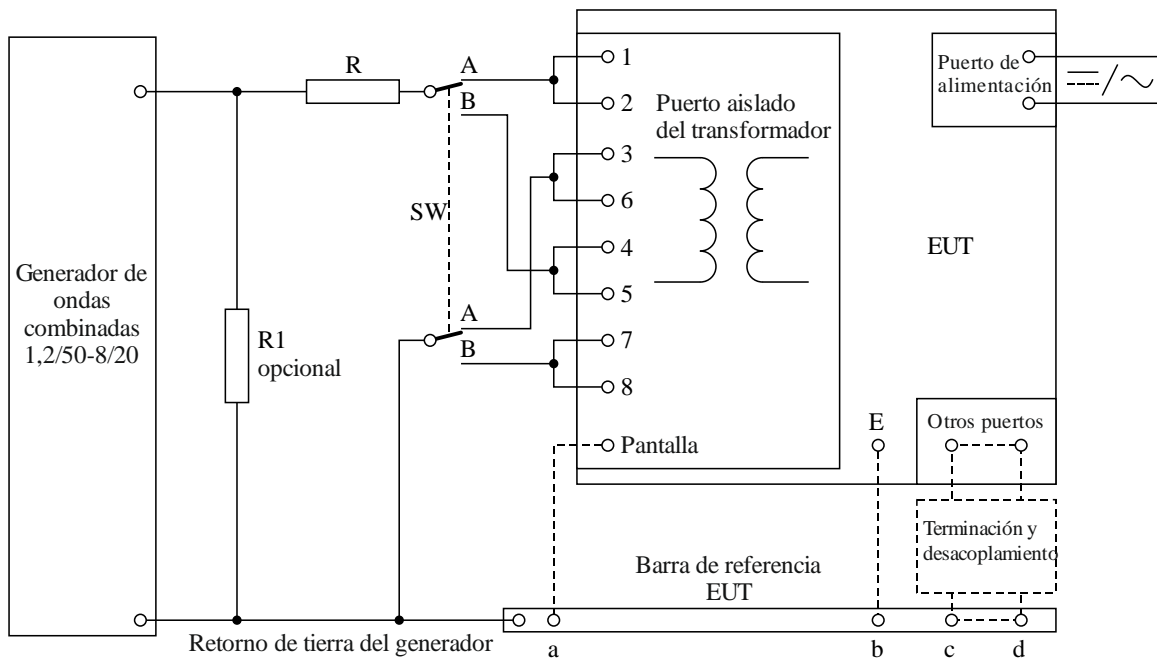 Generador de
ondas
combinadas
1,2/50-8/20
R
R1
opcional
SW
A
B
A
B
1
2
3
6
4
5
7
8
Pantalla
Puerto aislado
del transformador
Puerto de
alimentación
EUT
E
Otros puertos
Terminación y
desacoplamiento
Barra de referencia
EUT
Retorno de tierra del generador
a
b
c
d